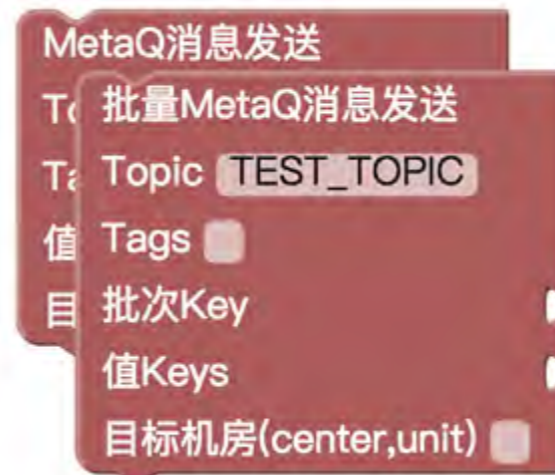 MetaQ消息发送
批量MetaQ消息发送
Topic TEST_TOPIC
Tags
批次Key
值Keys
目标机房(center,unit)